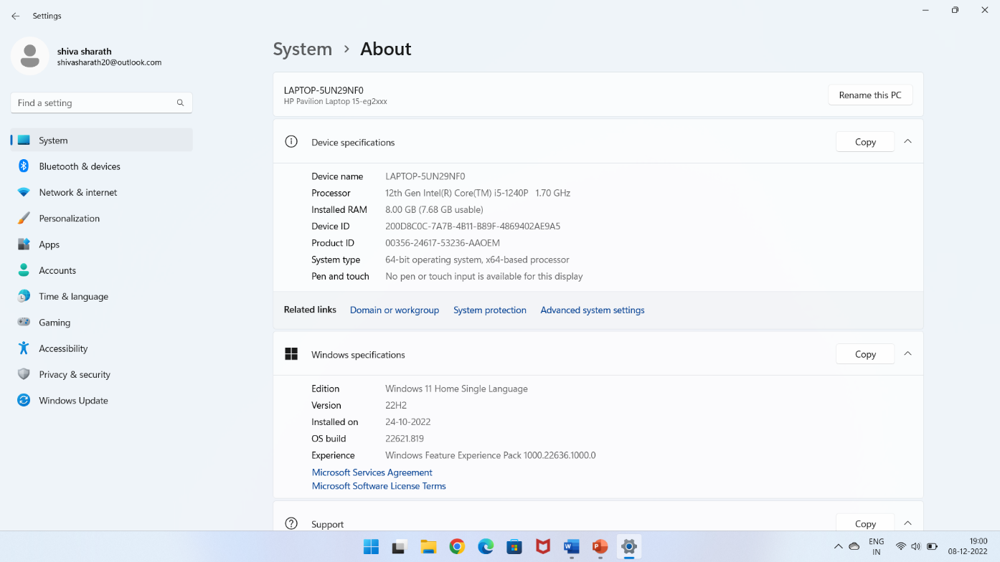 Settings
shiva sharath
shivasharath20@outlook.com
Find a setting
System
Bluetooth & devices
Network & internet
Personalization
Apps
Accounts
Time & language
Gaming
Accessibility
Privacy & security
Windows Update
System > About
LAPTOP-5UN29NF0
HP Pavilion Laptop 15-eg2xxx
Rename this PC
Device specifications Copy
Device name LAPTOP-5UN29NF0
Processor 12th Gen Intel(R) Core(TM) i5-1240P 1.70 GHz
Installed RAM 8.00 GB (7.68 GB usable)
Device ID 200D8C0C-7A7B-4B11-B89F-4869402AE9A5
Product ID 00356-24617-53236-AAOEM
System type 64-bit operating system, x64-based processor
Pen and touch No pen or touch input is available for this display
Related links Domain or workgroup System protection Advanced system settings
Windows specifications Copy
Edition Windows 11 Home Single Language
Version 22H2
Installed on 24-10-2022
OS build 22621.819
Experience Windows Feature Experience Pack 1000.22636.1000.0
Microsoft Services Agreement
Microsoft Software License Terms
Support Copy
W P
ENG
IN
19:00
08-12-2022